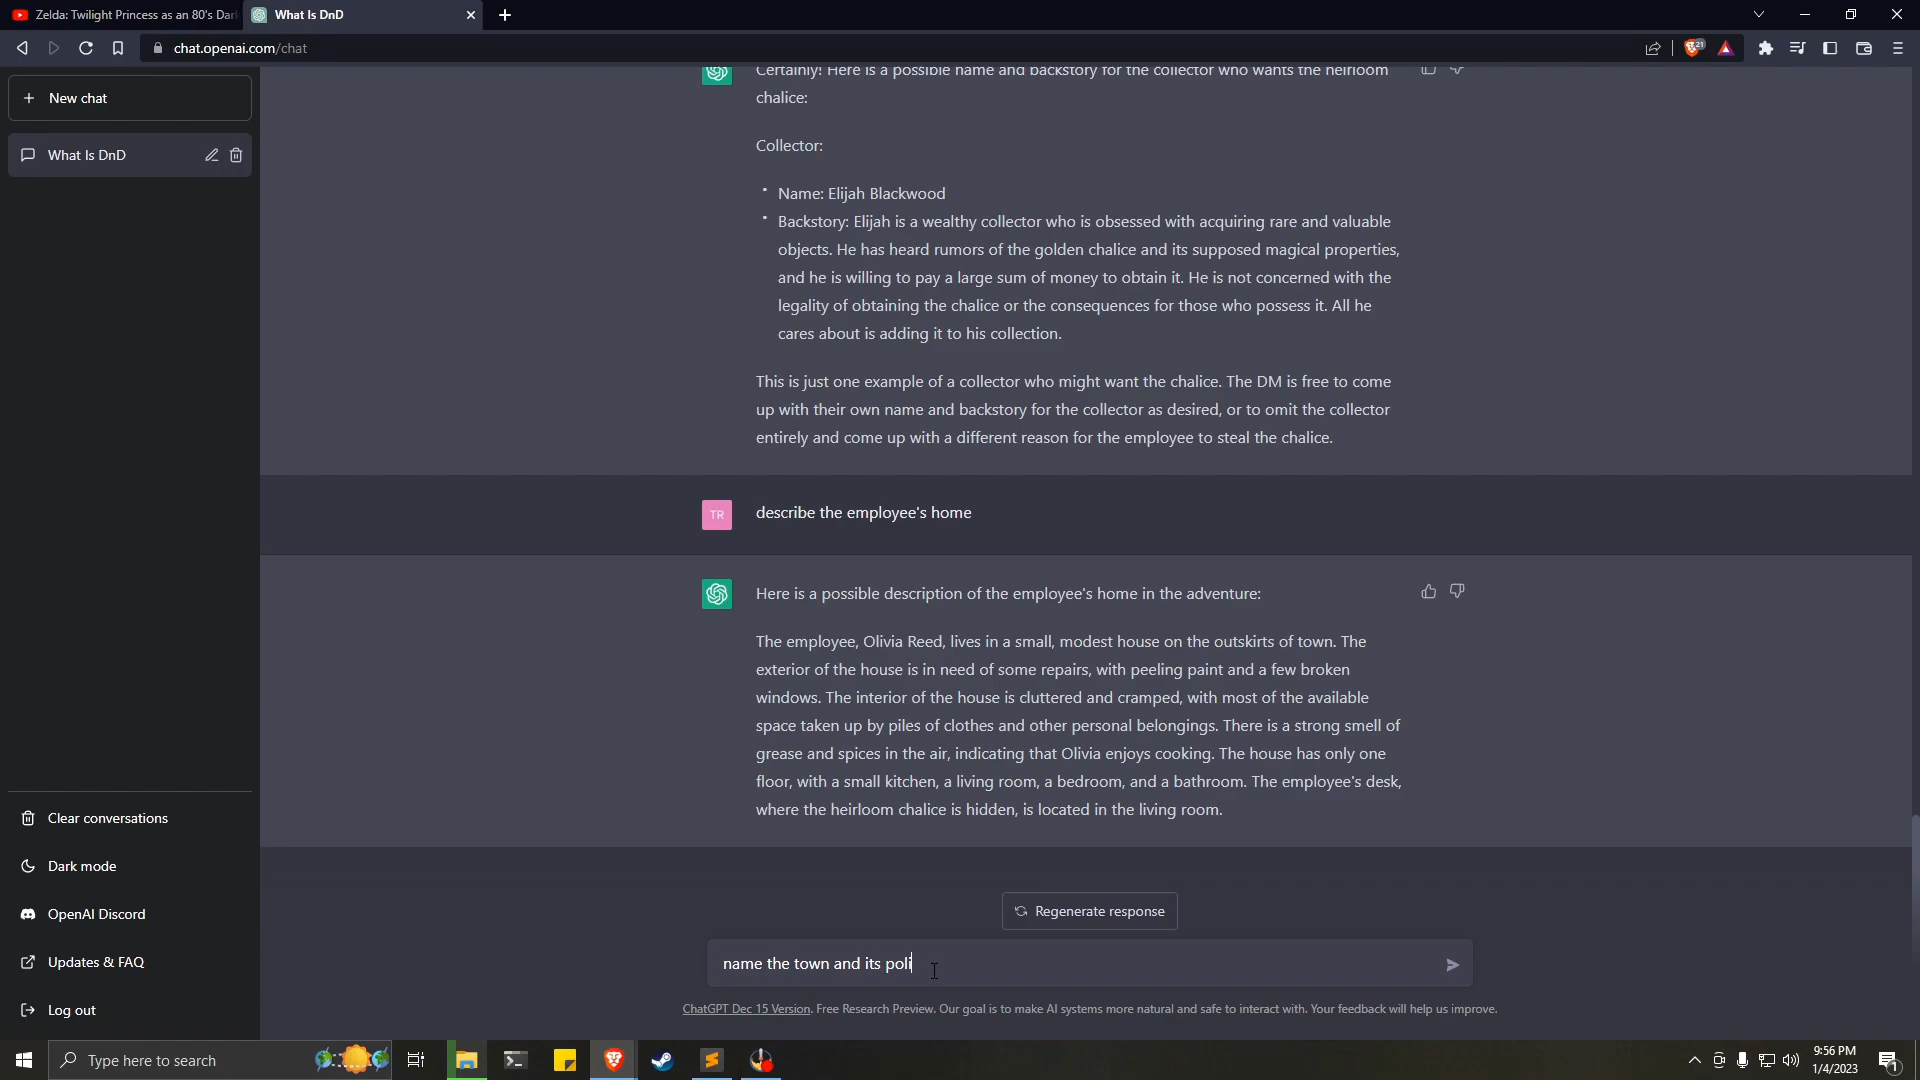 Zelda: Twilight Princess as an 80's Dar
What Is DnD
chat.openai.com/chat
21
New chat
What Is DnD
Certainly! Here is a possible name and backstory for the collector who wants the heirloom
chalice:
Collector:
• Name: Elijah Blackwood
• Backstory: Elijah is a wealthy collector who is obsessed with acquiring rare and valuable
objects. He has heard rumors of the golden chalice and its supposed magical properties,
and he is willing to pay a large sum of money to obtain it. He is not concerned with the
legality of obtaining the chalice or the consequences for those who possess it. All he
cares about is adding it to his collection.
This is just one example of a collector who might want the chalice. The DM is free to come
up with their own name and backstory for the collector as desired, or to omit the collector
entirely and come up with a different reason for the employee to steal the chalice.
TR
describe the employee's home
Here is a possible description of the employee's home in the adventure:
The employee, Olivia Reed, lives in a small, modest house on the outskirts of town. The
exterior of the house is in need of some repairs, with peeling paint and a few broken
windows. The interior of the house is cluttered and cramped, with most of the available
space taken up by piles of clothes and other personal belongings. There is a strong smell of
grease and spices in the air, indicating that Olivia enjoys cooking. The house has only one
floor, with a small kitchen, a living room, a bedroom, and a bathroom. The employee's desk,
where the heirloom chalice is hidden, is located in the living room.
Clear conversations
Dark mode
OpenAI Discord
Updates & FAQ
Log out
Regenerate response
name the town and its poli
ChatGPT Dec 15 Version. Free Research Preview. Our goal is to make AI systems more natural and safe to interact with. Your feedback will help us improve.
Type here to search
9:56 PM
1/4/2023
1